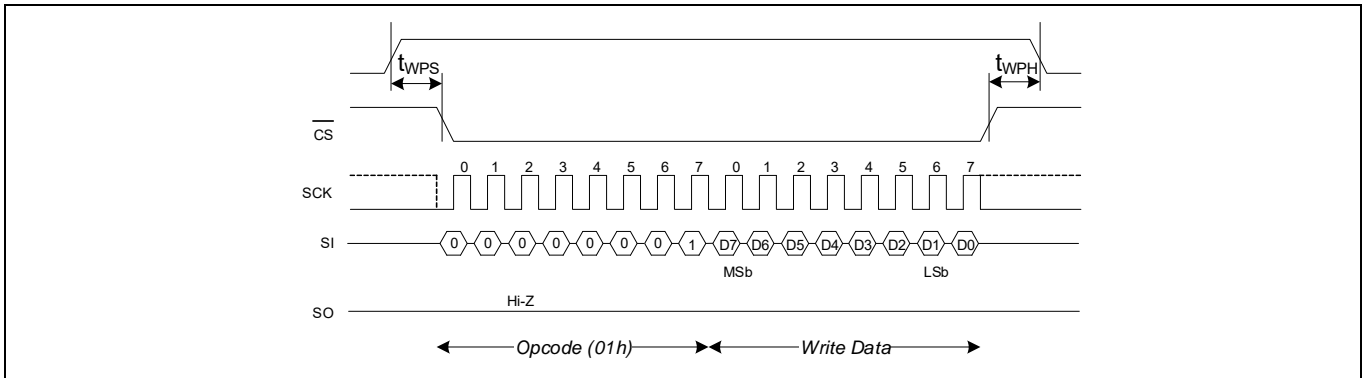 tWPS
tWPH
CS
0 1 2 3 4 5 6 7 0 1 2 3 4 5 6 7
SCK
SI 0 0 0 0 0 0 0 1 D7 D6 D5 D4 D3 D2 D1 D0
MSb LSb
Hi-Z
SO
Opcode (01h) Write Data